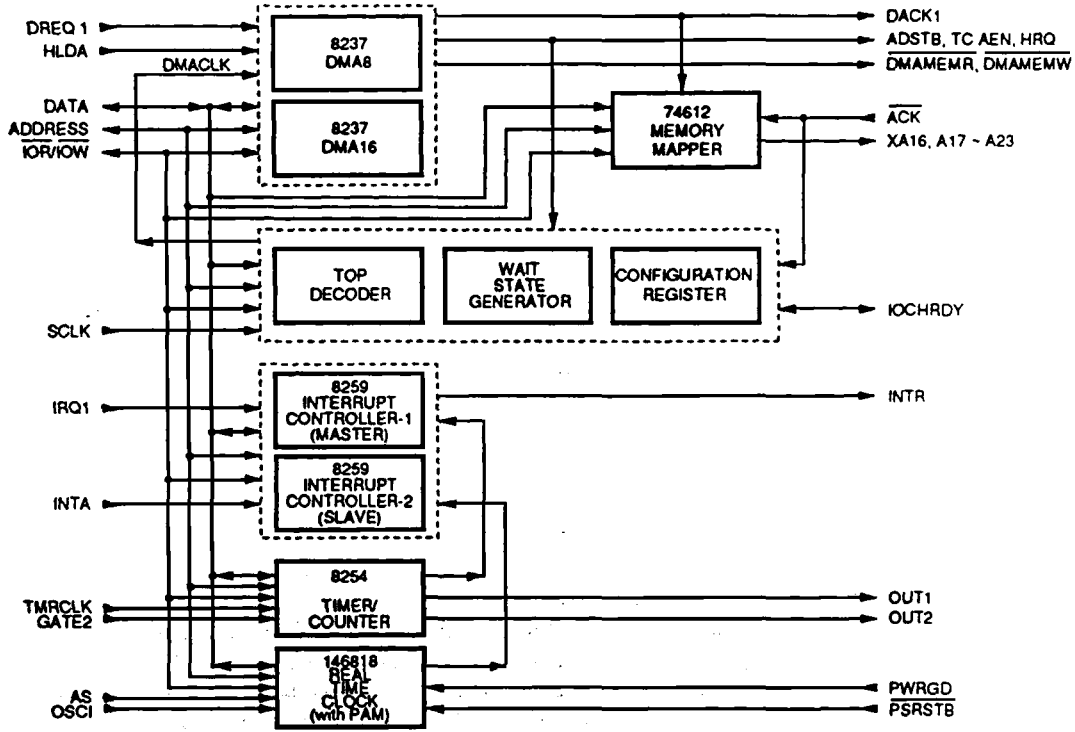 DREQ 1
HLDA
DMACLK
DATA
ADDRESS
IOR/IOW
SCLK
IRQ1
INTA
TMRCLK
GATE2
AS
OSCI
8237
DMA8
8237
DMA16
74612
MEMORY
MAPPER
TOP
DECODER
WAIT
STATE
GENERATOR
CONFIGURATION
REGISTER
8259
INTERRUPT
CONTROLLER-1
(MASTER)
8259
INTERRUPT
CONTROLLER-2
(SLAVE)
8254
TIMER/
COUNTER
146818
REAL
TIME
CLOCK
(with PAM)
DACK1
ADSTB, TC AEN, HRQ
DMAMEMR, DMAMEMW
ACK
XA16, A17 ~ A23
IOCHRDY
INTR
OUT1
OUT2
PWRGD
PSRSTB